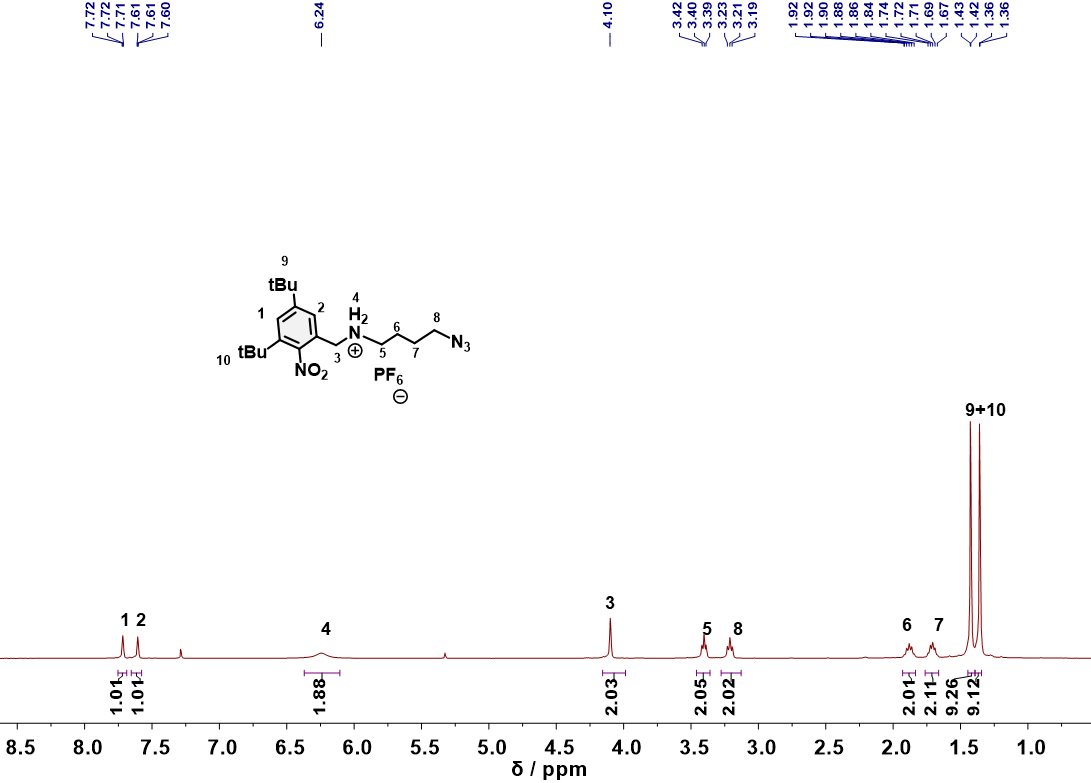 7.72 7.72 7.71 7.61 7.61 7.60 6.24 4.10 3.42 3.40 3.39 3.23 3.21 3.19 1.92 1.92 1.90 1.88 1.86 1.84 1.74 1.72 1.71 1.69 1.67 1.43 1.42 1.36 1.36
9
tBu
1 2 4
H2
6 8
10 tBu N N3
3 ⊕ 5 7
NO2
PF6
⊖
9+10
1 2 4 3 5 8 6 7
1.01 1.01 1.88 2.03 2.05 2.02 2.01 2.11 9.26 9.12
8.5 8.0 7.5 7.0 6.5 6.0 5.5 5.0 4.5 4.0 3.5 3.0 2.5 2.0 1.5 1.0
δ / ppm